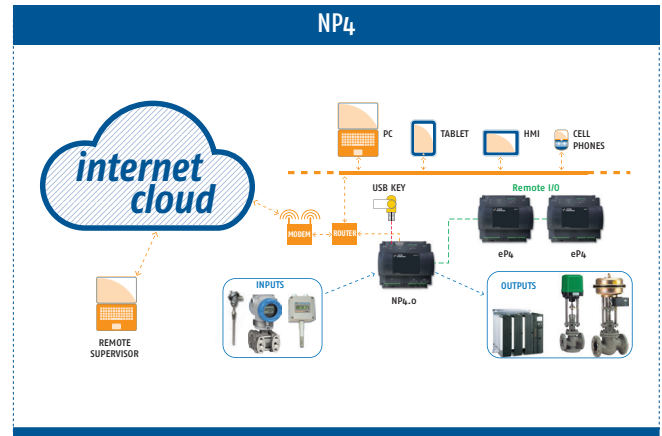 NP4
internet
cloud
PC
TABLET
HMI
CELL
PHONES
USB KEY
Remote I/O
MODEM
ROUTER
eP4
eP4
NP4.0
INPUTS
OUTPUTS
REMOTE
SUPERVISOR